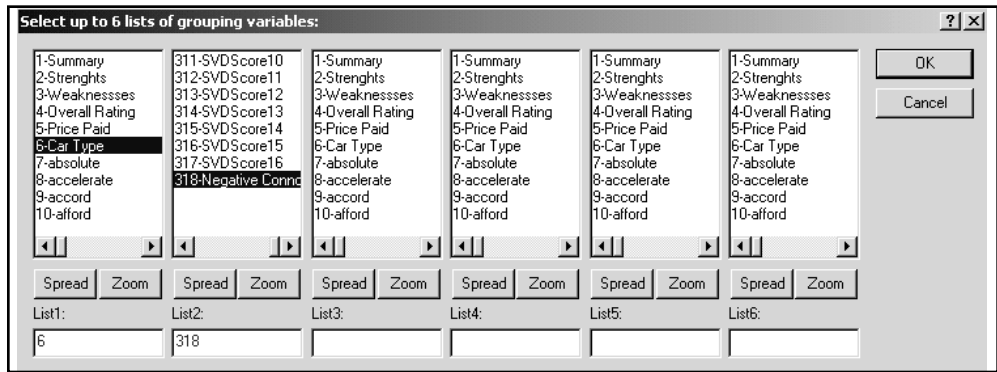 Select up to 6 lists of grouping variables:
1-Summary
2-Strenghts
3-Weaknessses
4-Overall Rating
5-Price Paid
6-Car Type
7-absolute
8-accelerate
9-accord
10-afford
311-SVDScore10
312-SVDScore11
313-SVDScore12
314-SVDScore13
315-SVDScore14
316-SVDScore15
317-SVDScore16
318-Negative Conno
1-Summary
2-Strenghts
3-Weaknessses
4-Overall Rating
5-Price Paid
6-Car Type
7-absolute
8-accelerate
9-accord
10-afford
1-Summary
2-Strenghts
3-Weaknessses
4-Overall Rating
5-Price Paid
6-Car Type
7-absolute
8-accelerate
9-accord
10-afford
1-Summary
2-Strenghts
3-Weaknessses
4-Overall Rating
5-Price Paid
6-Car Type
7-absolute
8-accelerate
9-accord
10-afford
1-Summary
2-Strenghts
3-Weaknessses
4-Overall Rating
5-Price Paid
6-Car Type
7-absolute
8-accelerate
9-accord
10-afford
OK
Cancel
Spread Zoom Spread Zoom Spread Zoom Spread Zoom Spread Zoom Spread Zoom
List1: List2: List3: List4: List5: List6:
6 318